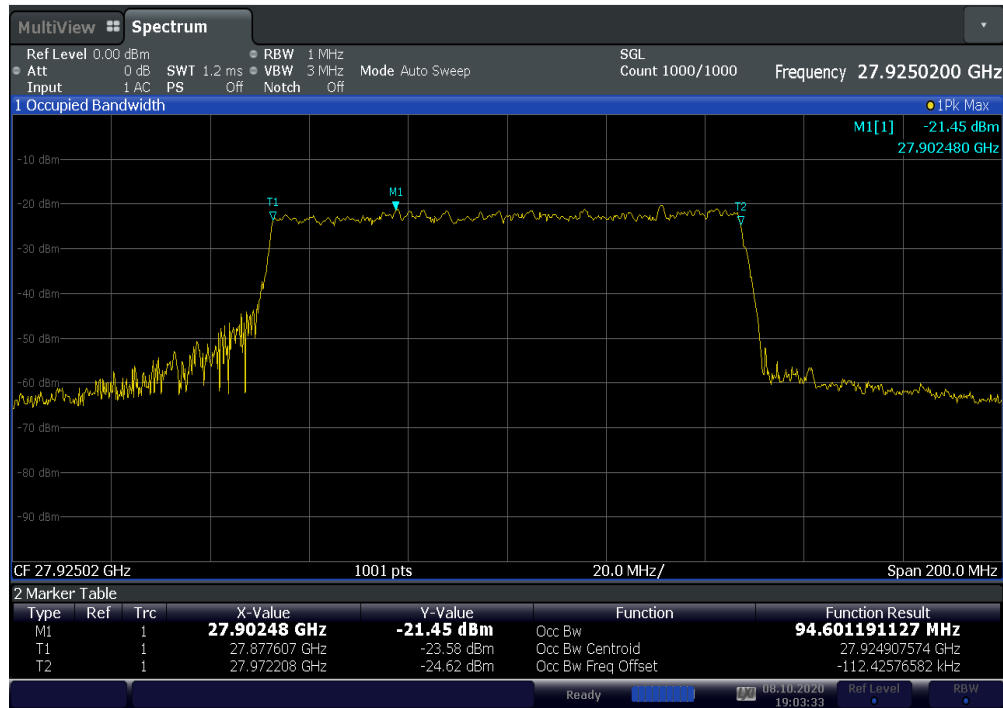 MultiView Spectrum
Ref Level 0.00 dBm RBW 1 MHz SGL
Att 0 dB SWT 1.2 ms VBW 3 MHz Mode Auto Sweep Count 1000/1000 Frequency 27.9250200 GHz
Input 1 AC PS Off Notch Off
1 Occupied Bandwidth 1Pk Max
M1[1] -21.45 dBm
27.902480 GHz
-10 dBm
M1
T1
-20 dBm
T2
-30 dBm
-40 dBm
-50 dBm
-60 dBm
-70 dBm
-80 dBm
-90 dBm
CF 27.92502 GHz 1001 pts 20.0 MHz/ Span 200.0 MHz
2 Marker Table
Type Ref Trc X-Value Y-Value Function Function Result
M1 1 27.90248 GHz -21.45 dBm Occ Bw 94.601191127 MHz
T1 1 27.877607 GHz -23.58 dBm Occ Bw Centroid 27.924907574 GHz
T2 1 27.972208 GHz -24.62 dBm Occ Bw Freq Offset -112.42576582 kHz
Ready 08.10.2020 Ref Level RBW
19:03:33